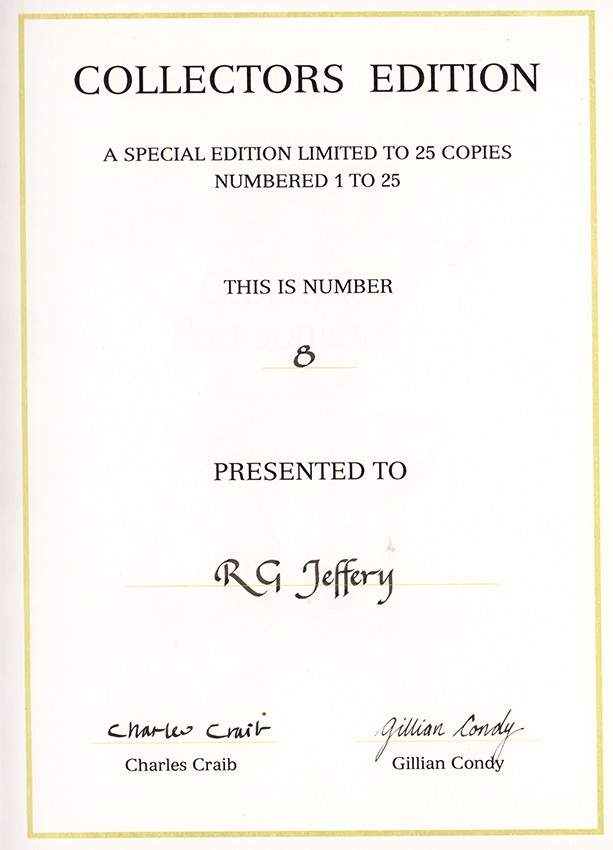 COLLECTORS EDITION
A SPECIAL EDITION LIMITED TO 25 COPIES
NUMBERED 1 TO 25
THIS IS NUMBER
8
PRESENTED TO
R G Jeffery
Charles Craib
Gillian Condy
Charles Craib
Gillian Condy